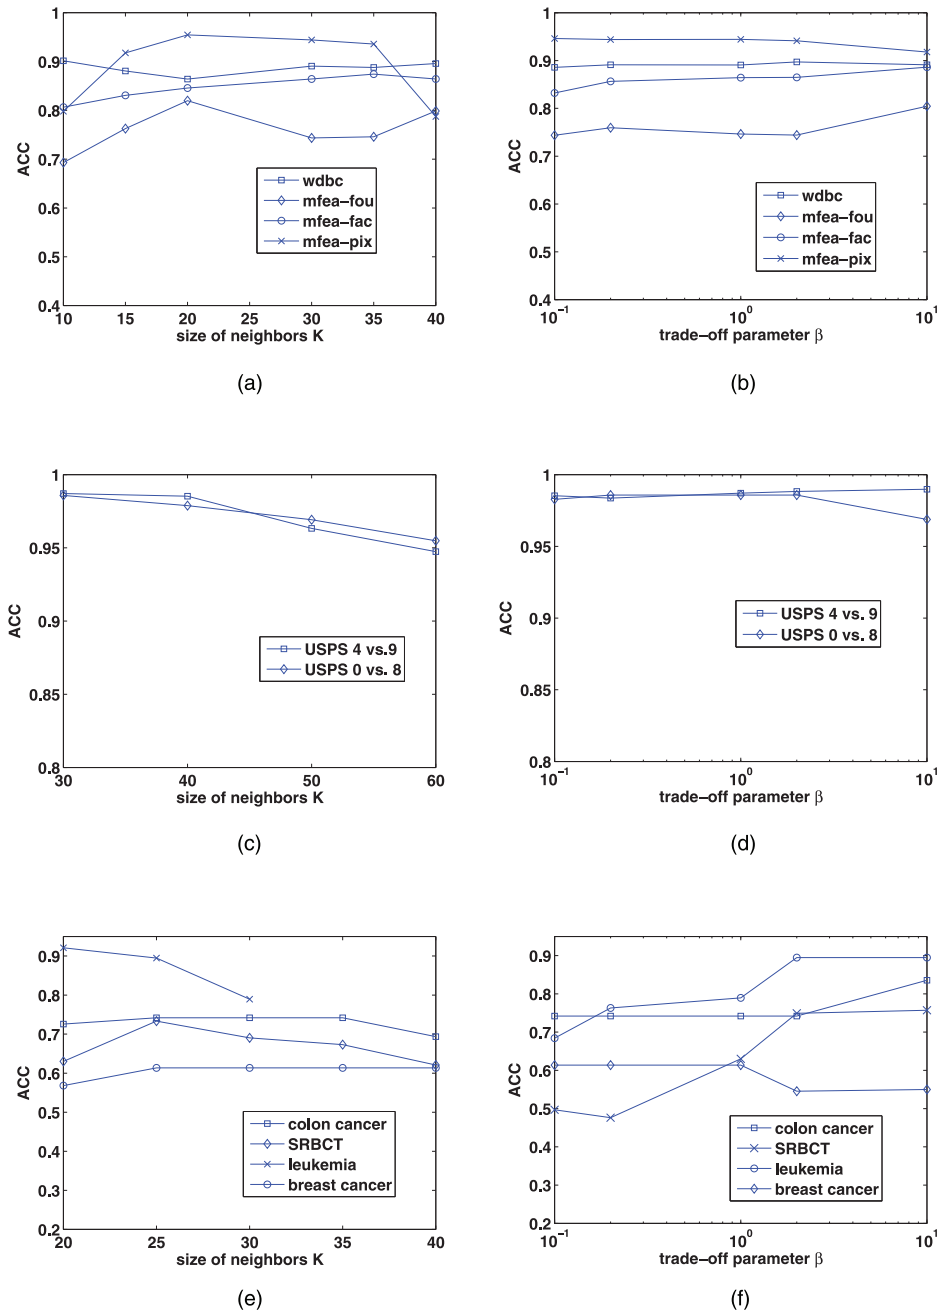 1
0.9
0.8
0.7
0.6
0.5
0.4
ACC
wdbc
mfea−fou
mfea−fac
mfea−pix
10 15 20 25 30 35 40
size of neighbors K
(a)
1
0.9
0.8
0.7
0.6
0.5
0.4
ACC
wdbc
mfea−fou
mfea−fac
mfea−pix
10⁻¹ 10⁰ 10¹
trade−off parameter β
(b)
1
0.95
0.9
0.85
0.8
ACC
USPS 4 vs.9
USPS 0 vs. 8
30 40 50 60
size of neighbors K
(c)
1
0.95
0.9
0.85
0.8
ACC
USPS 4 vs. 9
USPS 0 vs. 8
10⁻¹ 10⁰ 10¹
trade−off parameter β
(d)
0.9
0.8
0.7
0.6
0.5
0.4
0.3
0.2
ACC
colon cancer
SRBCT
leukemia
breast cancer
20 25 30 35 40
size of neighbors K
(e)
0.9
0.8
0.7
0.6
0.5
0.4
0.3
0.2
ACC
colon cancer
SRBCT
leukemia
breast cancer
10⁻¹ 10⁰ 10¹
trade−off parameter β
(f)